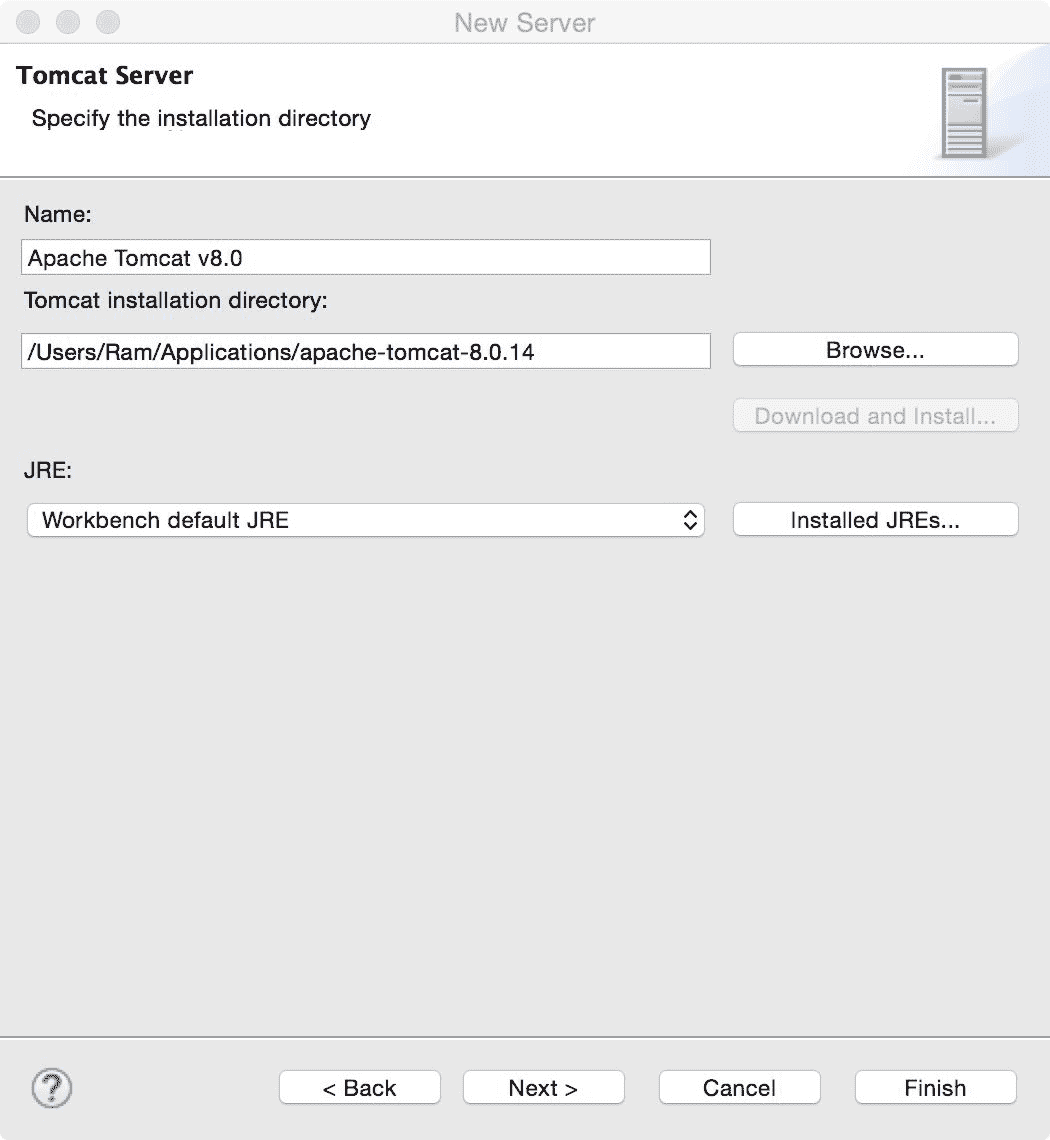 New Server
Tomcat Server
Specify the installation directory
Name:
Apache Tomcat v8.0
Tomcat installation directory:
/Users/Ram/Applications/apache-tomcat-8.0.14
Browse...
Download and Install...
JRE:
Workbench default JRE
Installed JREs...
?
< Back
Next >
Cancel
Finish